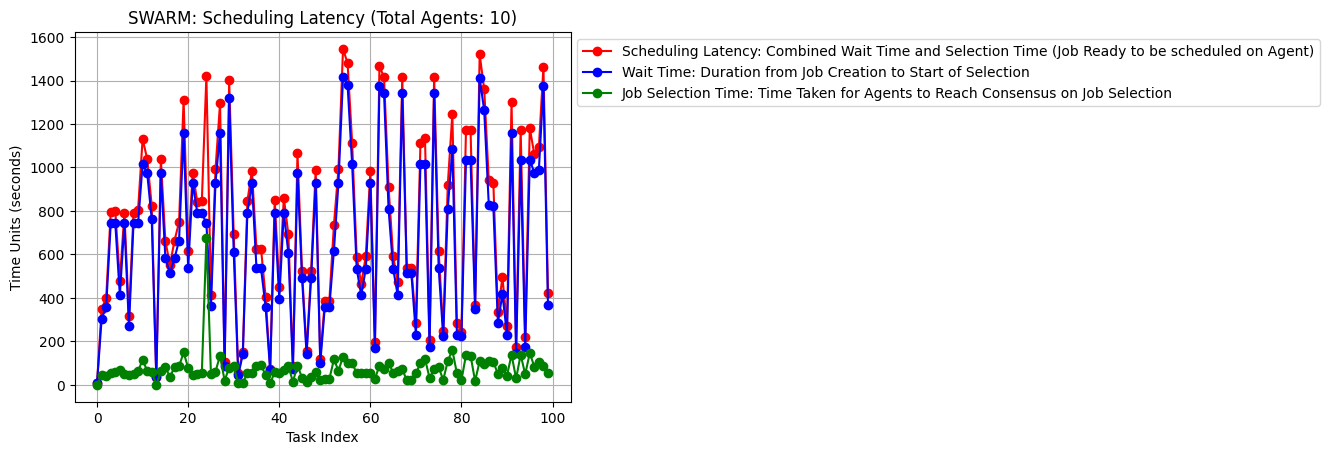 SWARM: Scheduling Latency (Total Agents: 10)
Scheduling Latency: Combined Wait Time and Selection Time (Job Ready to be scheduled on Agent)
Wait Time: Duration from Job Creation to Start of Selection
Job Selection Time: Time Taken for Agents to Reach Consensus on Job Selection
Time Units (seconds)
1600
1400
1200
1000
800
600
400
200
0
0 20 40 60 80 100
Task Index